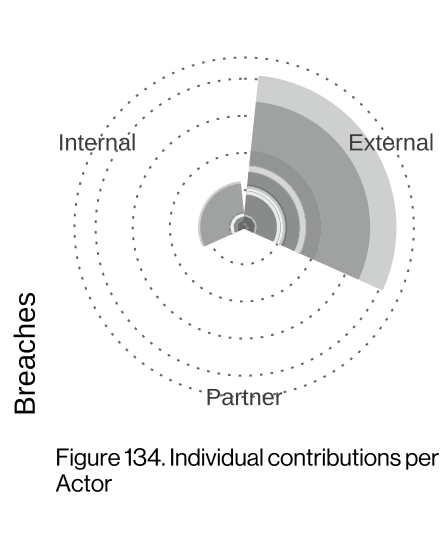 Internal
External
Breaches
Partner
Figure 134. Individual contributions per
Actor